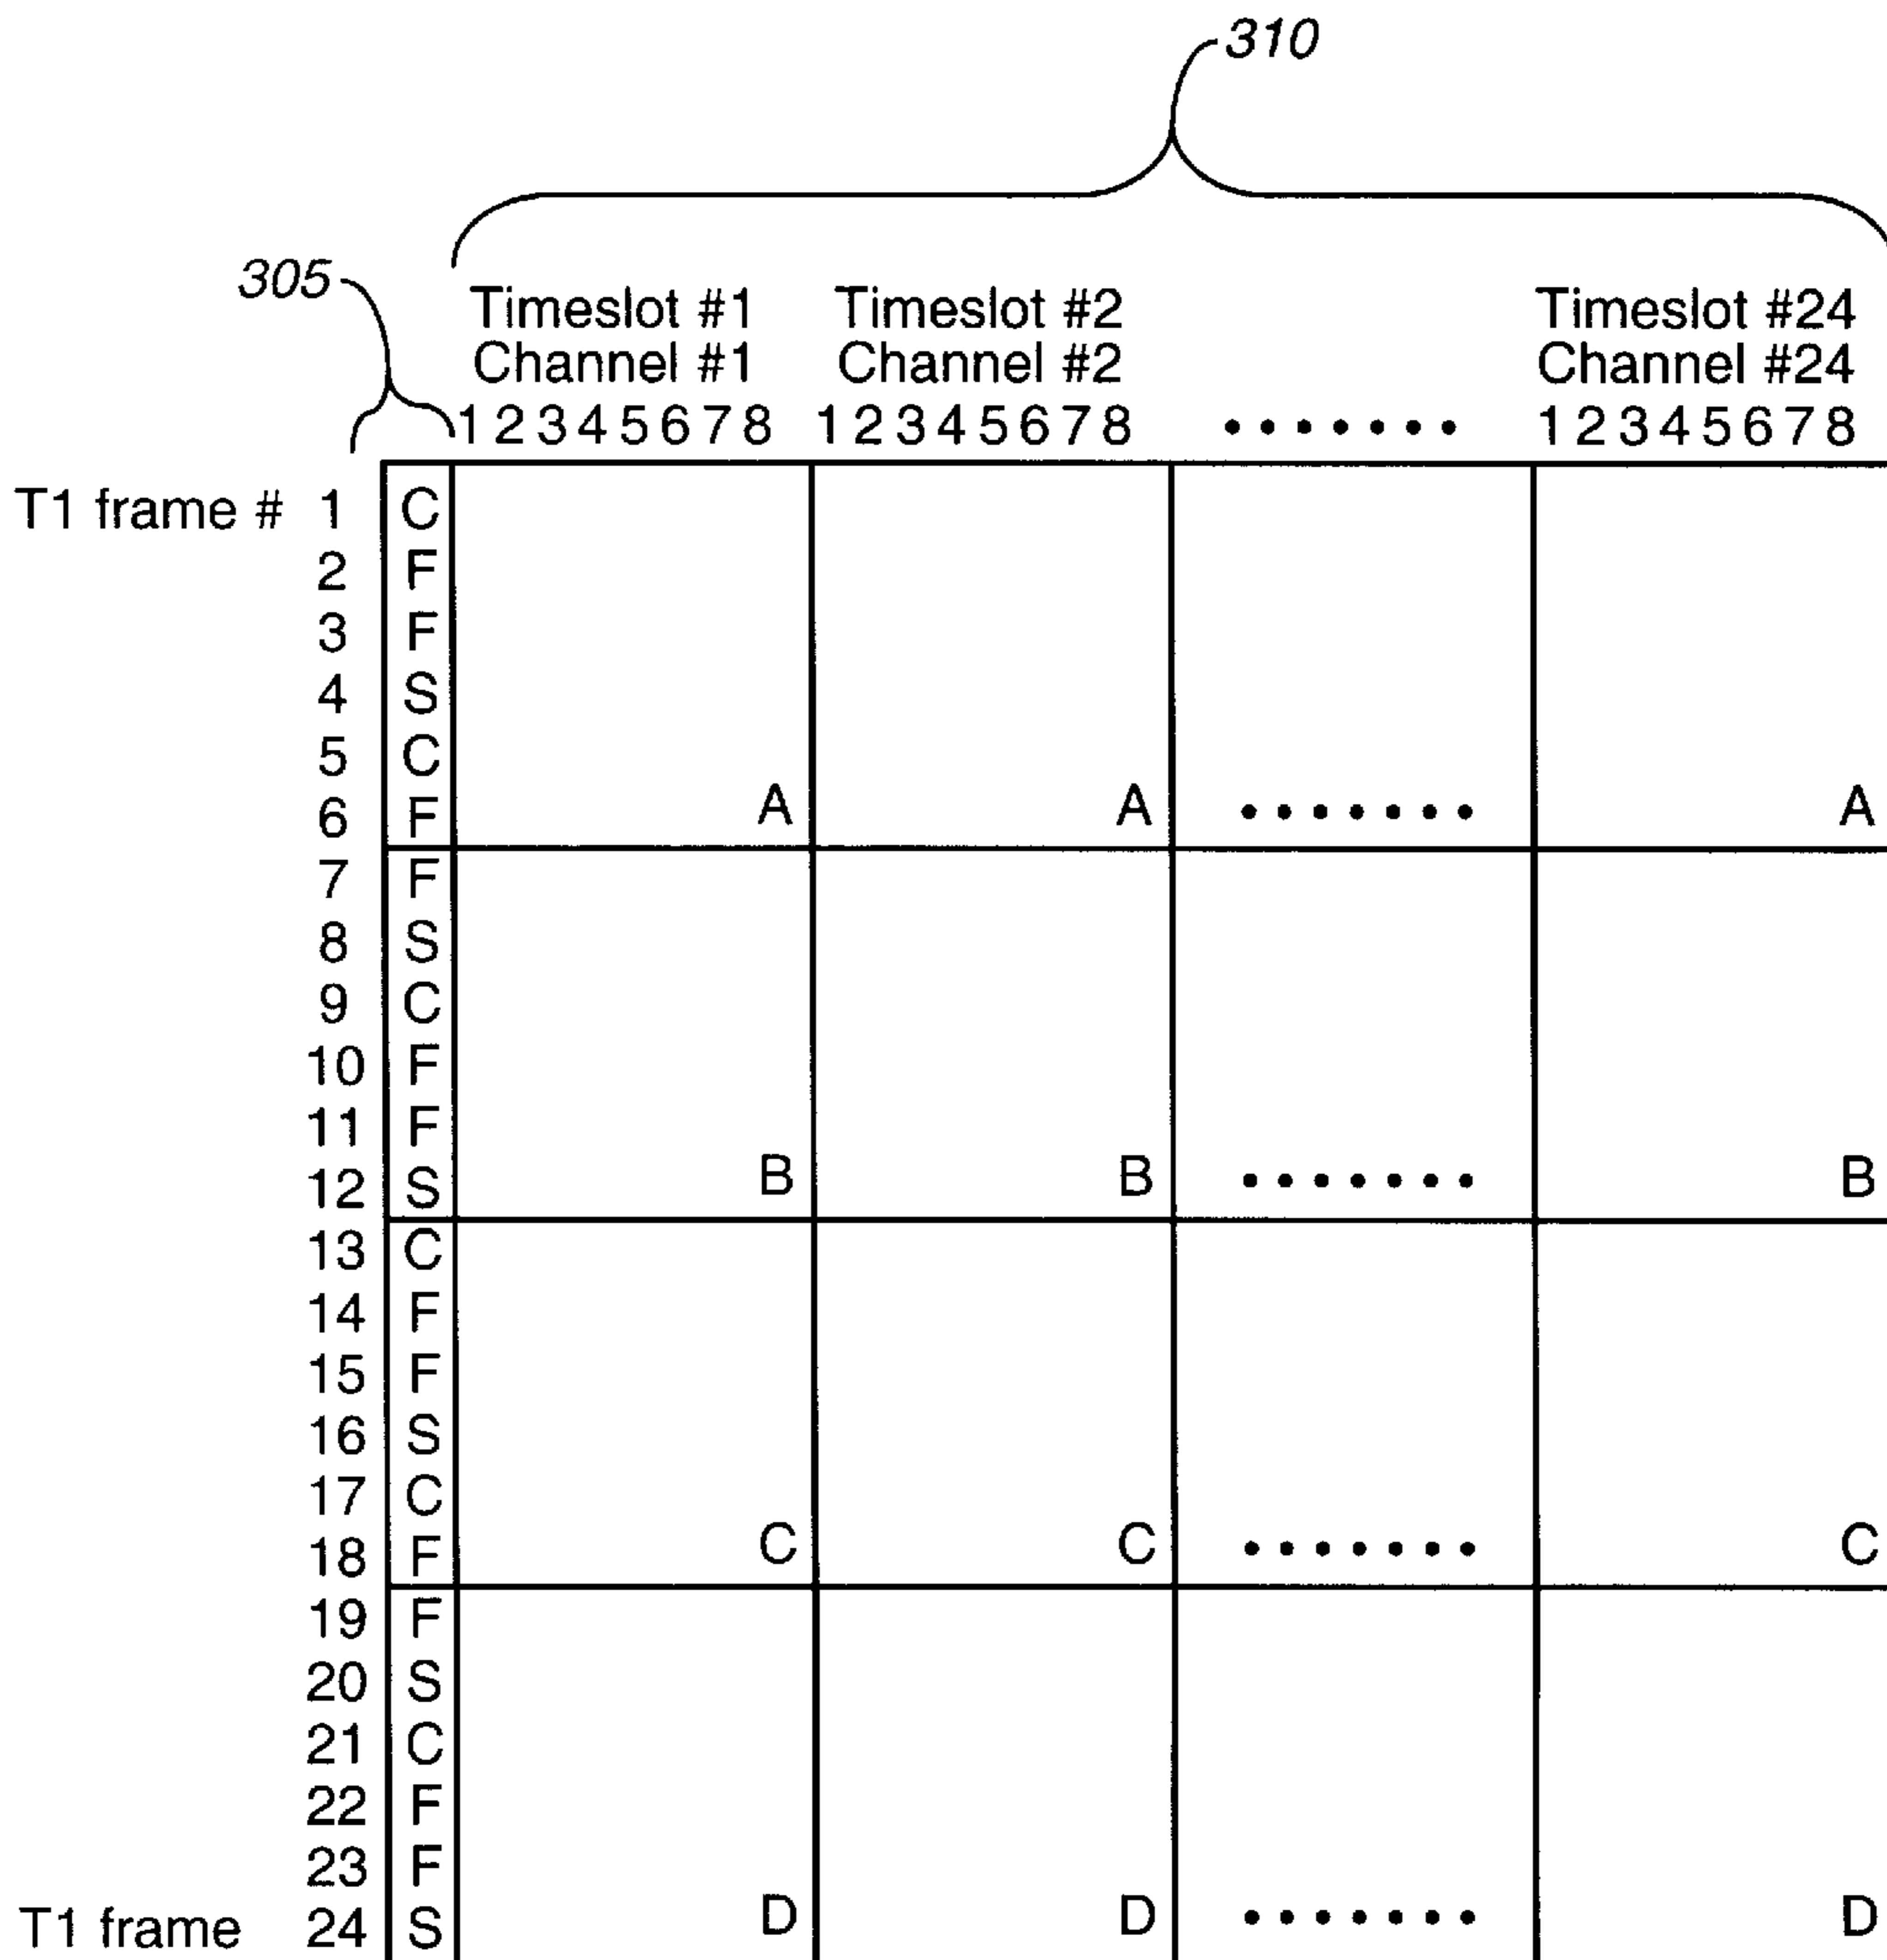 310
305
Timeslot #1 Timeslot #2 Timeslot #24
Channel #1 Channel #2 Channel #24
12345678 12345678 ....... 12345678
T1 frame # 1 C
2 F
3 F
4 S
5 C
6 F A A ....... A
7 F
8 S
9 C
10 F
11 F
12 S B B ....... B
13 C
14 F
15 F
16 S
17 C
18 F C C ....... C
19 F
20 S
21 C
22 F
23 F
T1 frame 24 S D D ....... D